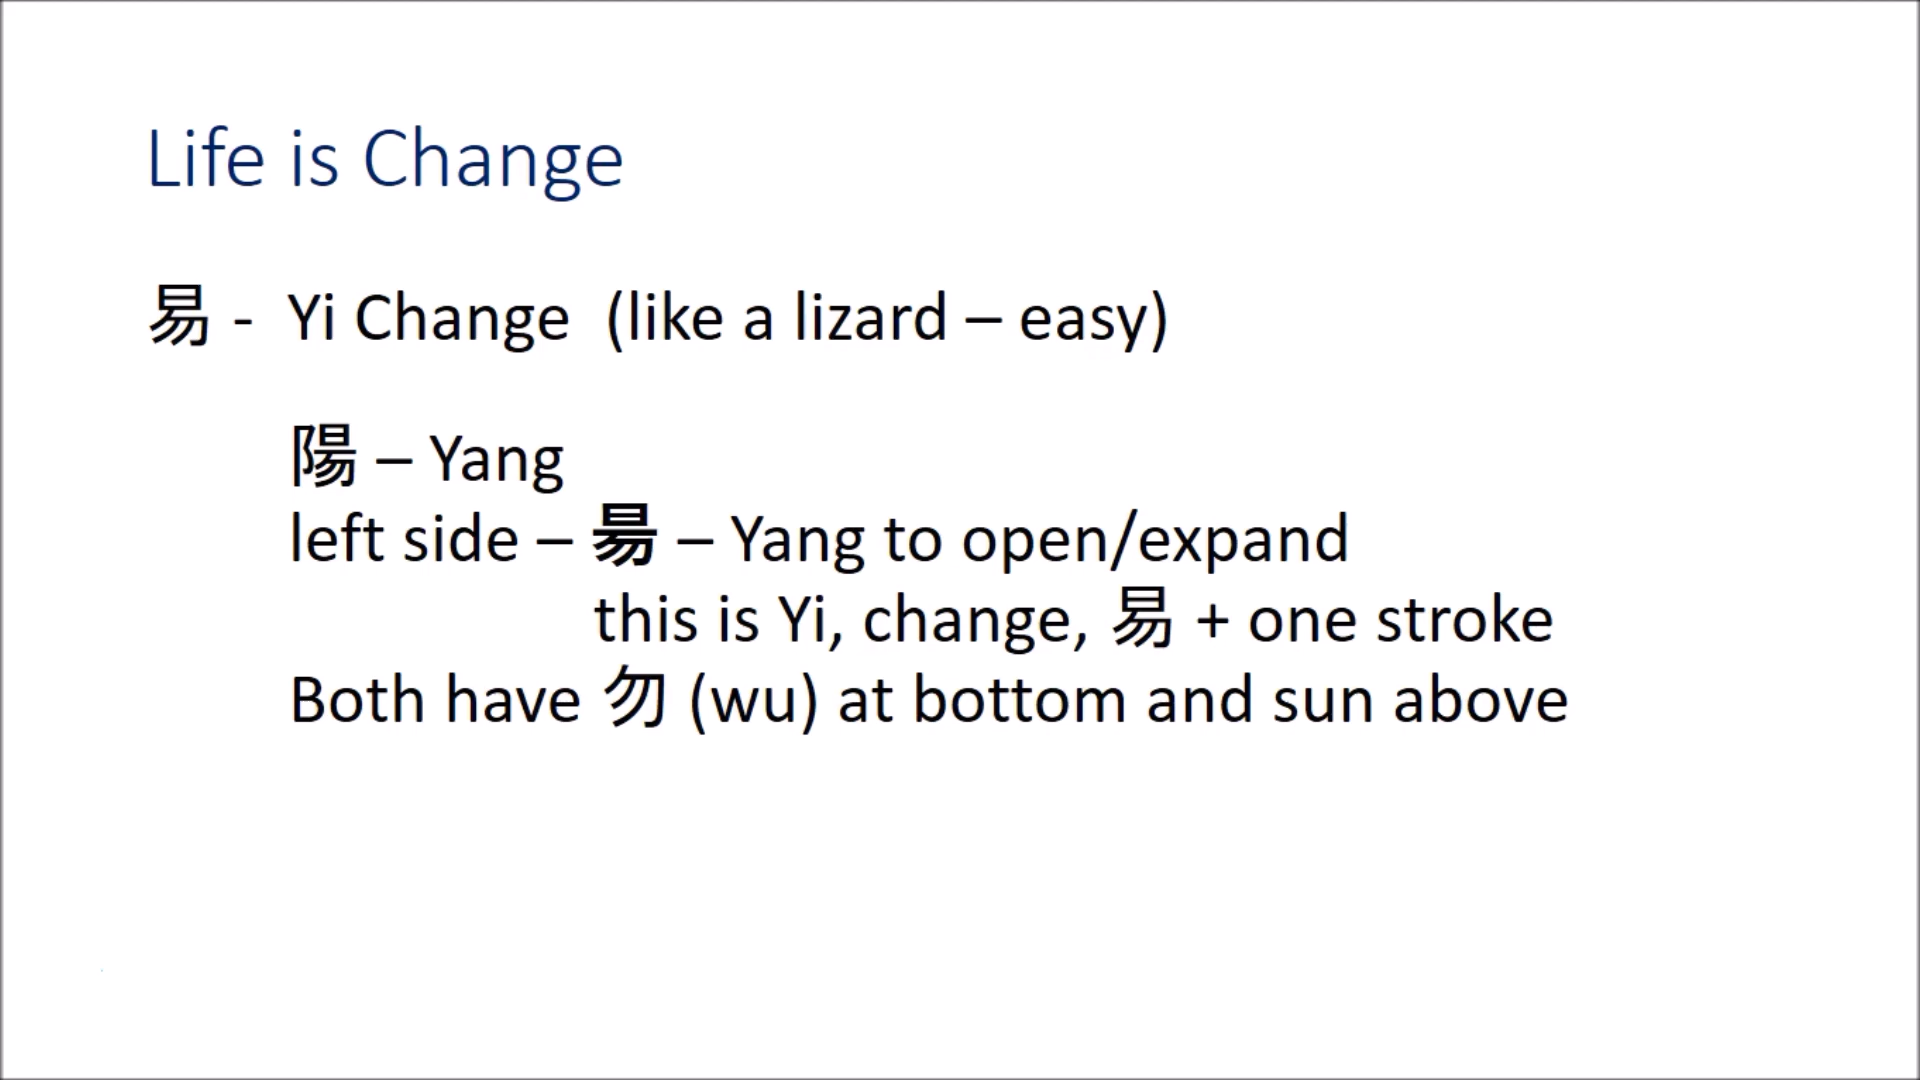 Life is Change
易 - Yi Change (like a lizard – easy)
陽 – Yang
left side – 昜 – Yang to open/expand
this is Yi, change, 易 + one stroke
Both have 勿 (wu) at bottom and sun above